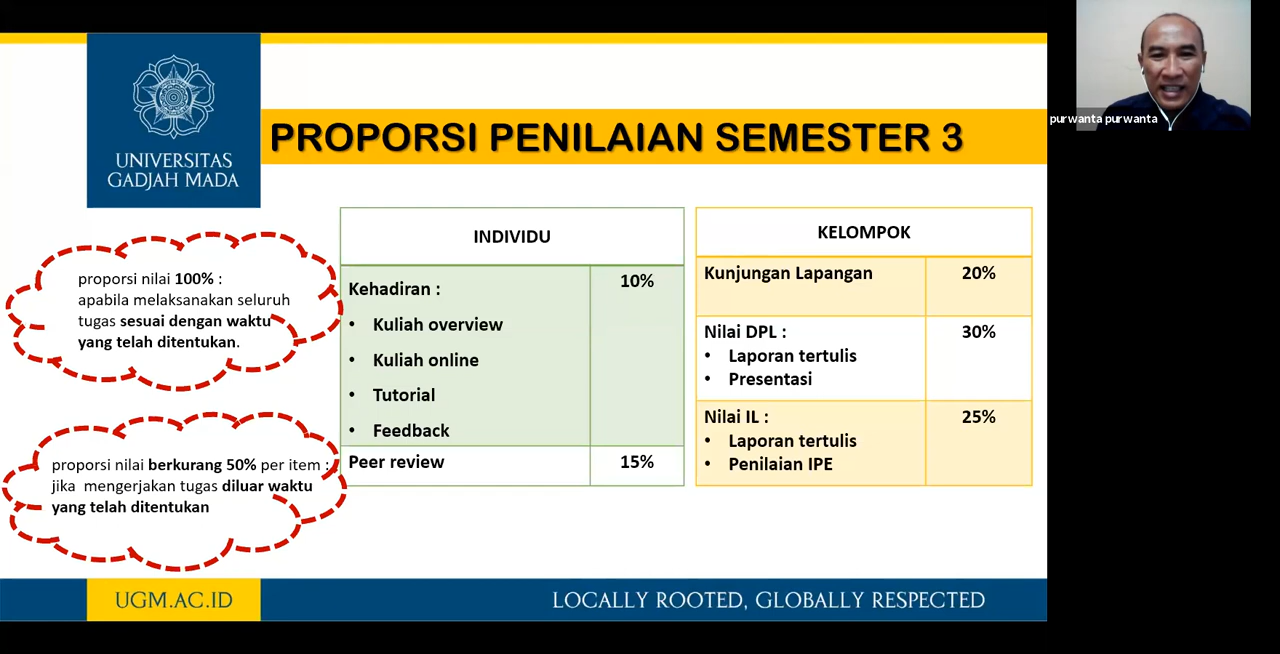 purwanta purwanta
UNIVERSITAS
GADJAH MADA
PROPORSI PENILAIAN SEMESTER 3
proporsi nilai 100% :
apabila melaksanakan seluruh
tugas sesuai dengan waktu
yang telah ditentukan.
proporsi nilai berkurang 50% per item :
jika mengerjakan tugas diluar waktu
yang telah ditentukan
INDIVIDU
Kehadiran : 10%
• Kuliah overview
• Kuliah online
• Tutorial
• Feedback
Peer review 15%
KELOMPOK
Kunjungan Lapangan 20%
Nilai DPL : 30%
• Laporan tertulis
• Presentasi
Nilai IL : 25%
• Laporan tertulis
• Penilaian IPE
UGM.AC.ID
LOCALLY ROOTED, GLOBALLY RESPECTED